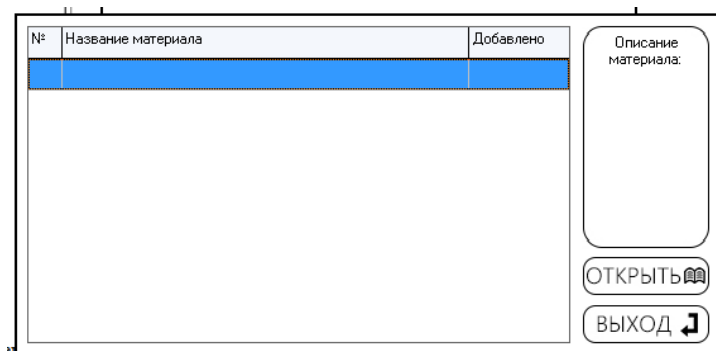 № Название материала Добавлено
Описание
материала:
ОТКРЫТЬ
ВЫХОД